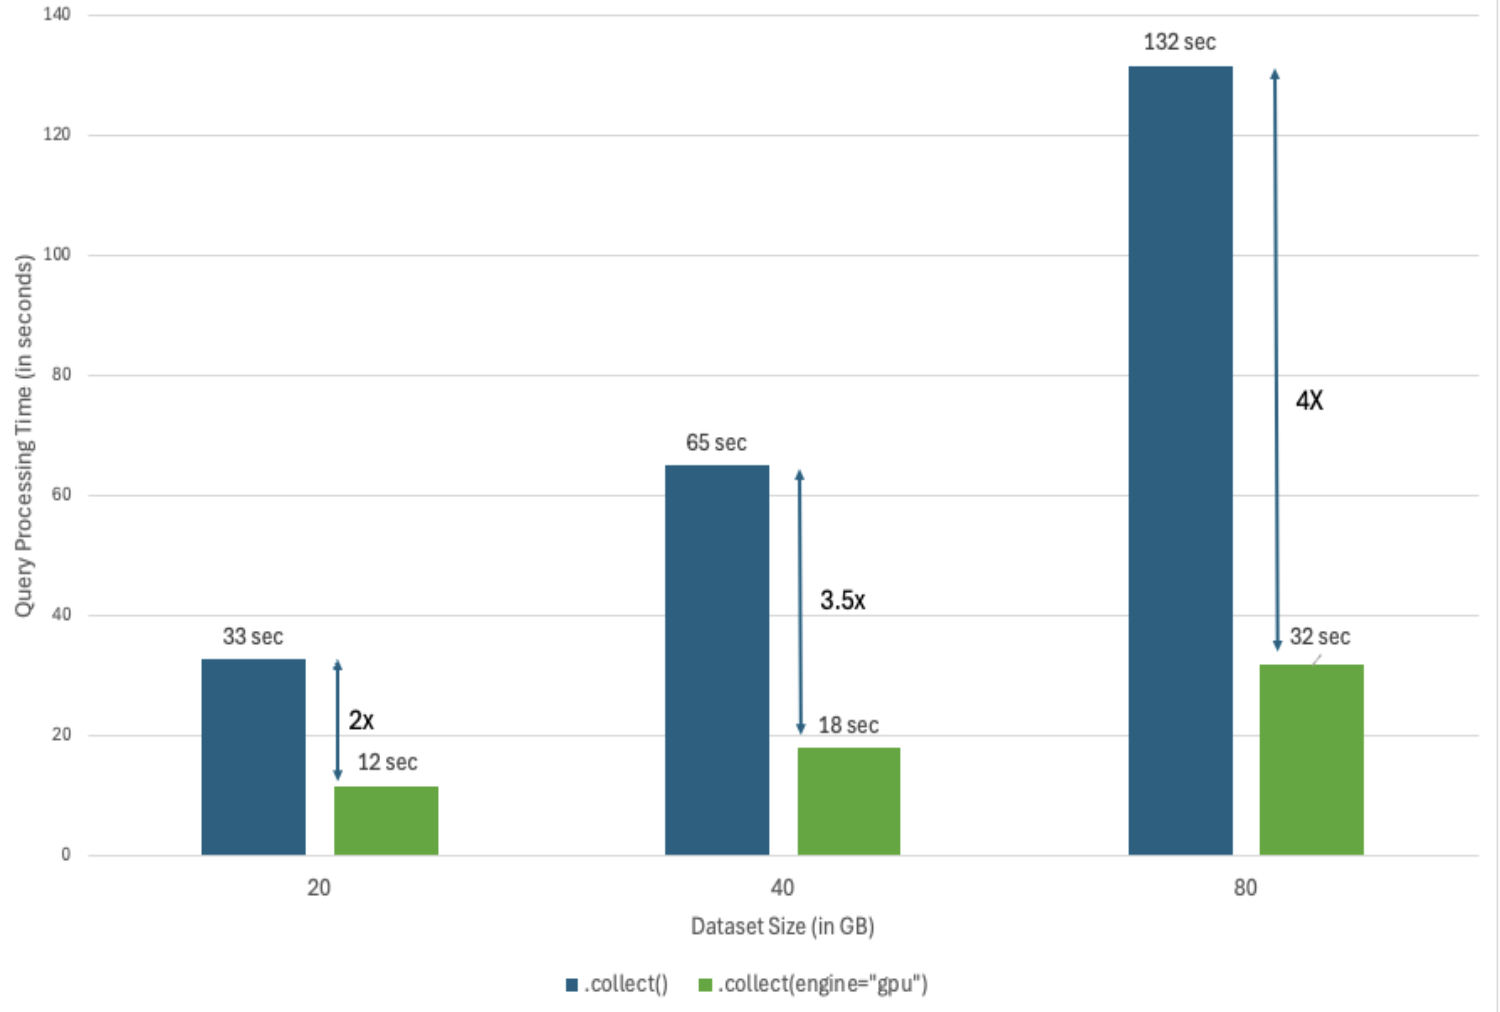 140
132 sec
120
100
80
4X
65 sec
60
3.5x
40
33 sec
32 sec
2x
18 sec
20
12 sec
0
Query Processing Time (in seconds)
20
40
80
Dataset Size (in GB)
.collect()
.collect(engine="gpu")